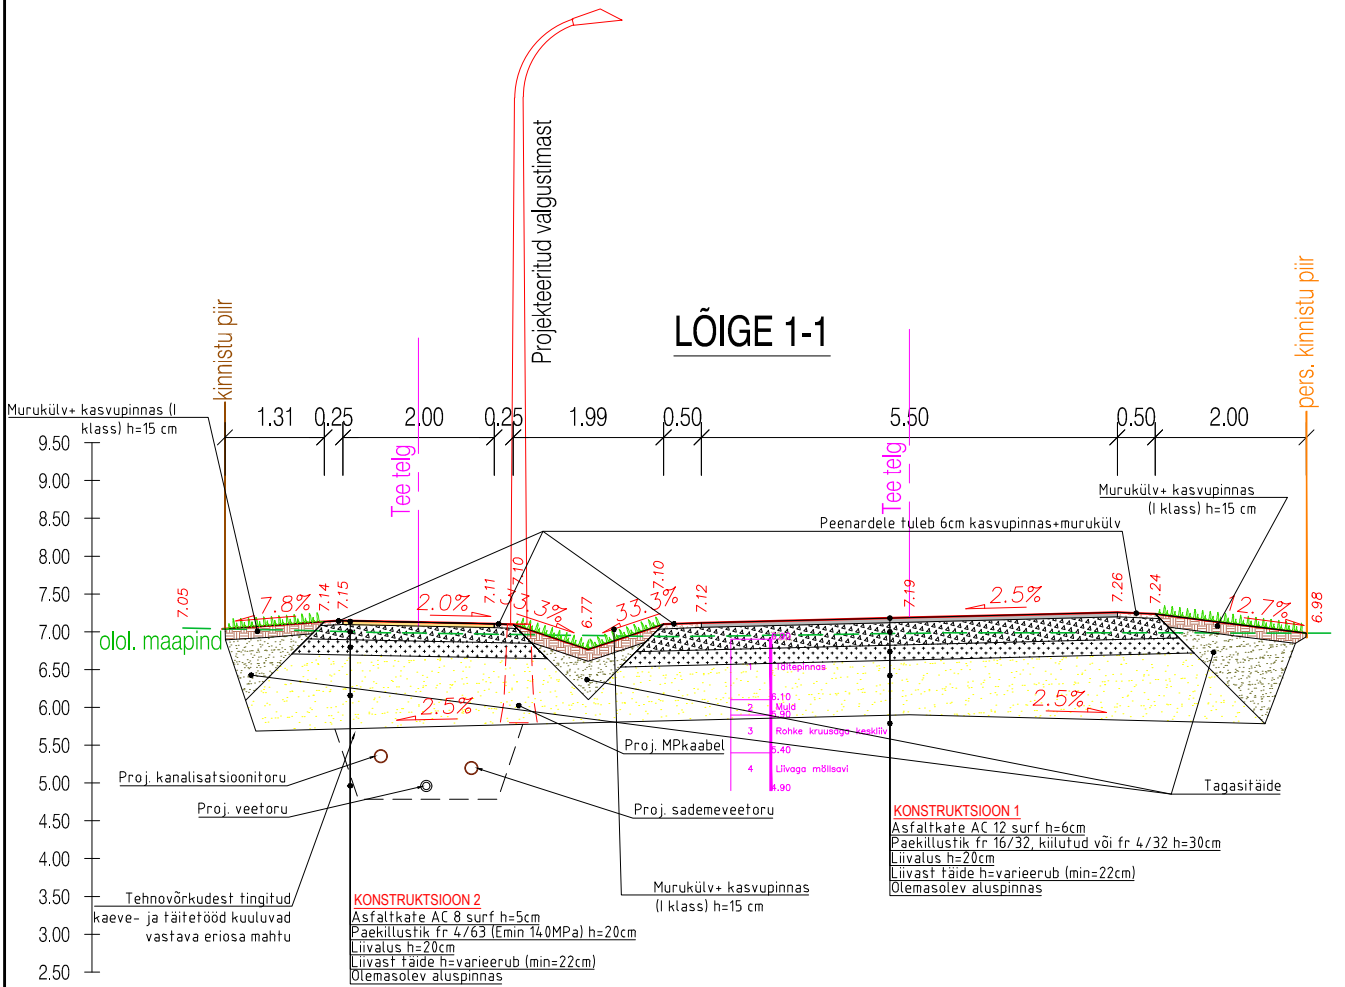 Projekteeritud valgustimast
LÕIGE 1-1
kinnistu piir
pers. kinnistu piir
Murukülv+ kasvupinnas (I
klass) h=15 cm
1.31
0.25
2.00
0.25
1.99
0.50
5.50
0.50
2.00
Tee telg
Tee telg
Murukülv+ kasvupinnas
(I klass) h=15 cm
Peenardele tuleb 6cm kasvupinnas+murukülv
9.50
9.00
8.50
8.00
7.50
7.00
6.50
6.00
5.50
5.00
4.50
4.00
3.50
3.00
2.50
7.05
7.8%
7.14
7.15
2.0%
7.11
7.10
33.3%
6.77
33.3%
7.10
7.12
7.19
2.5%
7.26
7.24
12.7%
6.98
olol. maapind
2.5%
2.5%
1 Täitepinnas
6.10
2 Muld
5.90
3 Rohke kruusaga keskliiv
5.40
4 Liivaga möllsavi
4.90
Proj. MPkaabel
Proj. kanalisatsioonitoru
Proj. veetoru
Proj. sademeveetoru
Tagasitäide
KONSTRUKTSIOON 1
Asfaltkate AC 12 surf h=6cm
Paekillustik fr 16/32, kiilutud või fr 4/32 h=30cm
Liivalus h=20cm
Liivast täide h=varieerub (min=22cm)
Olemasolev aluspinnas
Tehnovõrkudest tingitud
kaeve- ja täitetööd kuuluvad
vastava eriosa mahtu
KONSTRUKTSIOON 2
Asfaltkate AC 8 surf h=5cm
Paekillustik fr 4/63 (Emin 140MPa) h=20cm
Liivalus h=20cm
Liivast täide h=varieerub (min=22cm)
Olemasolev aluspinnas
Murukülv+ kasvupinnas
(I klass) h=15 cm